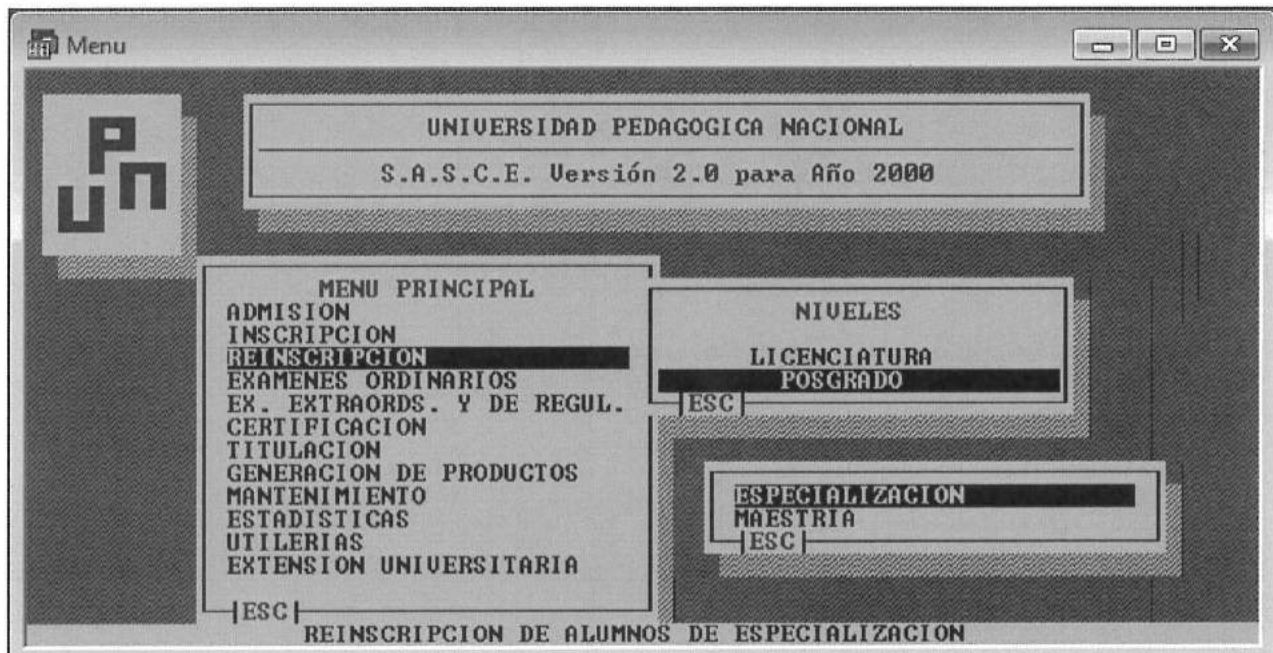 Menu
UPN
UNIVERSIDAD PEDAGOGICA NACIONAL
S.A.S.C.E. Versión 2.0 para Año 2000
MENU PRINCIPAL
ADMISION
INSCRIPCION
REINSCRIPCION
EXAMENES ORDINARIOS
EX. EXTRAORDS. Y DE REGUL.
CERTIFICACION
TITULACION
GENERACION DE PRODUCTOS
MANTENIMIENTO
ESTADISTICAS
UTILERIAS
EXTENSION UNIVERSITARIA
ESC
NIVELES
LICENCIATURA
POSGRADO
ESC
ESPECIALIZACION
MAESTRIA
ESC
REINSCRIPCION DE ALUMNOS DE ESPECIALIZACION